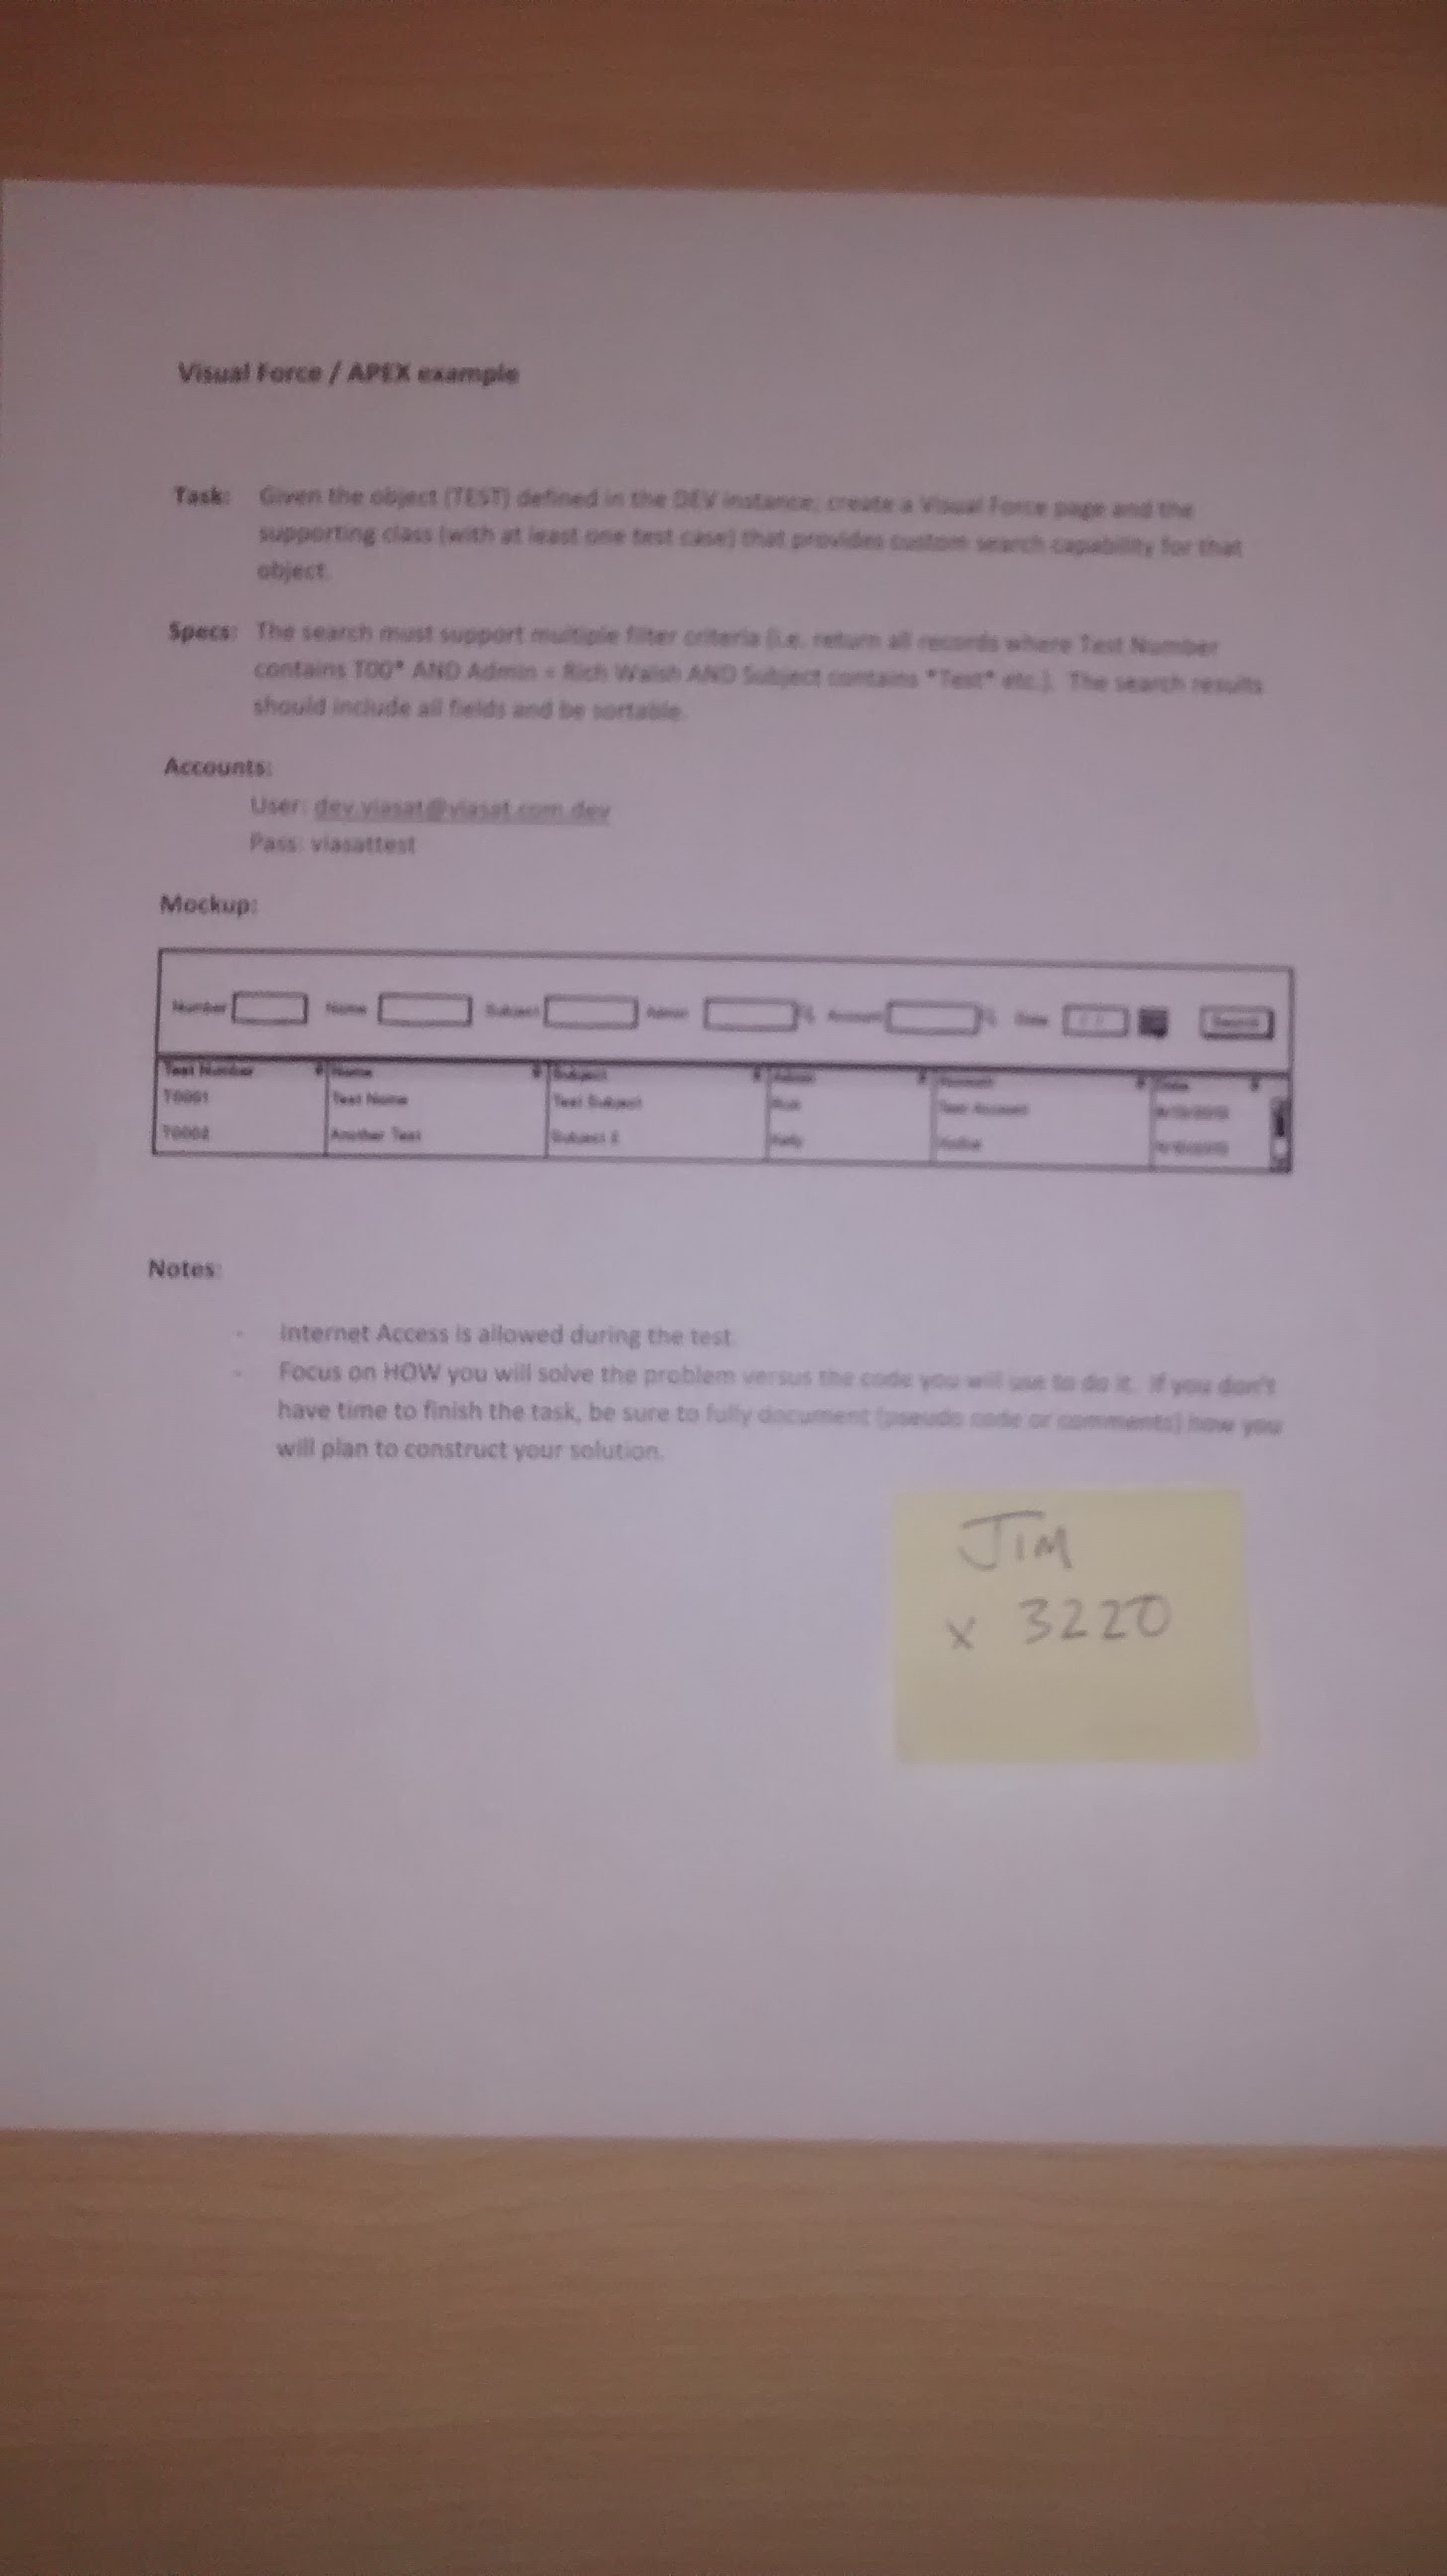 Visual Force / APEX example
Task: Given the object (TEST) defined in the DEV instance, create a Visual Force page and the
supporting class (with at least one test case) that provides custom search capability for that
object.
Specs: The search must support multiple filter criteria (i.e. return all records where Test Number
contains T00* AND Admin = Rich Walsh AND Subject contains *Test* etc.). The search results
should include all fields and be sortable.
Accounts:
User: dev.viasat@viasat.com.dev
Pass: viasattest
Mockup:
Number Name Subject Admin Account Date Search
Test Number Name Subject Admin Account Date
T0001 Test Name Test Subject Rich Test Account
T0002 Another Test Subject 2 Kelly
Notes:
- Internet Access is allowed during the test.
- Focus on HOW you will solve the problem versus the code you will use to do it. If you don't
have time to finish the task, be sure to fully document (pseudo code or comments) how you
will plan to construct your solution.
JIM
x 3220